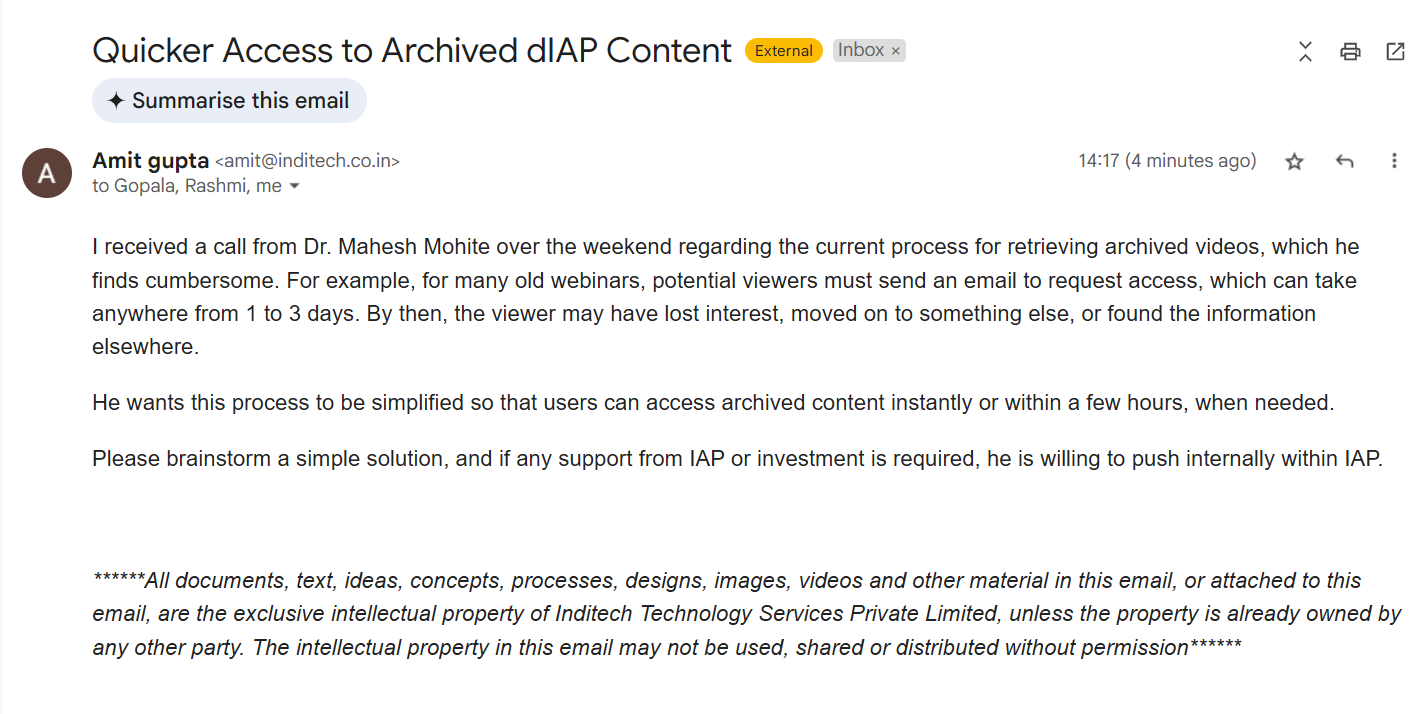 Quicker Access to Archived dIAP Content External Inbox ×
Summarise this email
A
Amit gupta <amit@inditech.co.in> 14:17 (4 minutes ago)
to Gopala, Rashmi, me
I received a call from Dr. Mahesh Mohite over the weekend regarding the current process for retrieving archived videos, which he
finds cumbersome. For example, for many old webinars, potential viewers must send an email to request access, which can take
anywhere from 1 to 3 days. By then, the viewer may have lost interest, moved on to something else, or found the information
elsewhere.
He wants this process to be simplified so that users can access archived content instantly or within a few hours, when needed.
Please brainstorm a simple solution, and if any support from IAP or investment is required, he is willing to push internally within IAP.
******All documents, text, ideas, concepts, processes, designs, images, videos and other material in this email, or attached to this
email, are the exclusive intellectual property of Inditech Technology Services Private Limited, unless the property is already owned by
any other party. The intellectual property in this email may not be used, shared or distributed without permission******